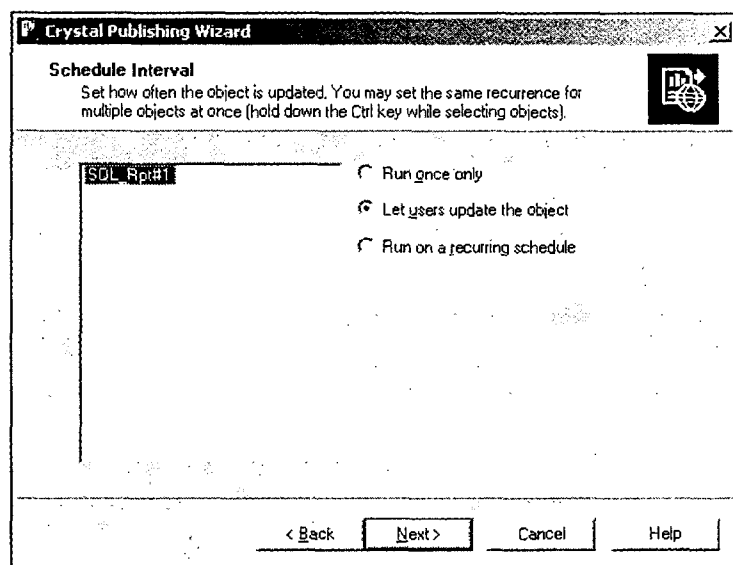 Crystal Publishing Wizard
Schedule Interval
Set how often the object is updated. You may set the same recurrence for
multiple objects at once (hold down the Ctrl key while selecting objects).
SQL_Rpt#1
Run once only
Let users update the object
Run on a recurring schedule
< Back
Next >
Cancel
Help